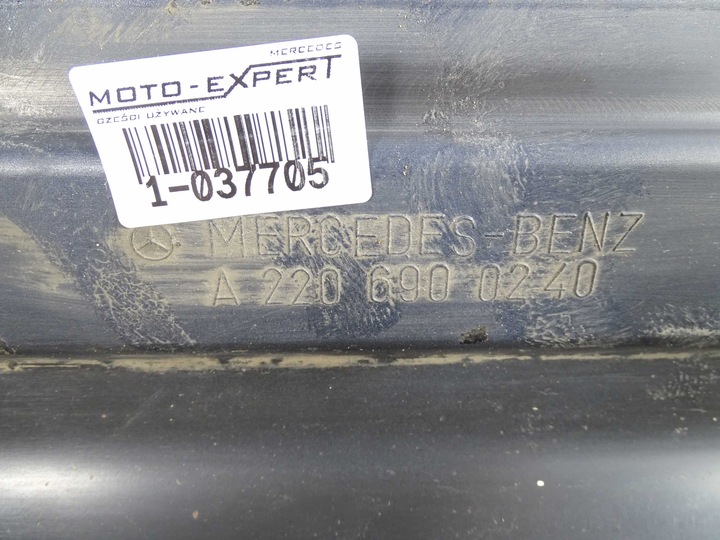 MERCEDES
MOTO-EXPERT
CZĘŚCI UŻYWANE
1-037705
MERCEDES-BENZ
A 220 690 02 40